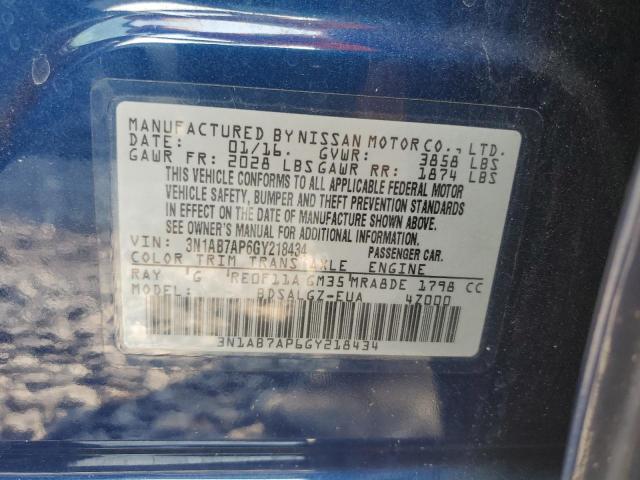 MANUFACTURED BY NISSAN MOTOR CO., LTD.
DATE: 01/16. GVWR: 3858 LBS
GAWR FR: 2028 LBS GAWR RR: 1874 LBS
THIS VEHICLE CONFORMS TO ALL APPLICABLE FEDERAL MOTOR
VEHICLE SAFETY, BUMPER AND THEFT PREVENTION STANDARDS
IN EFFECT ON THE DATE OF MANUFACTURE SHOWN ABOVE.
SEE OWNER'S MANUAL FOR ADDITIONAL INFORMATION.
VIN: 3N1AB7AP6GY218434 PASSENGER CAR.
COLOR TRIM TRANS AXLE ENGINE
RAY G RE0F11A GM35 MRA8DE 1798 CC
MODEL: BDSALGZ-EUA 4Z000
3N1AB7AP6GY218434